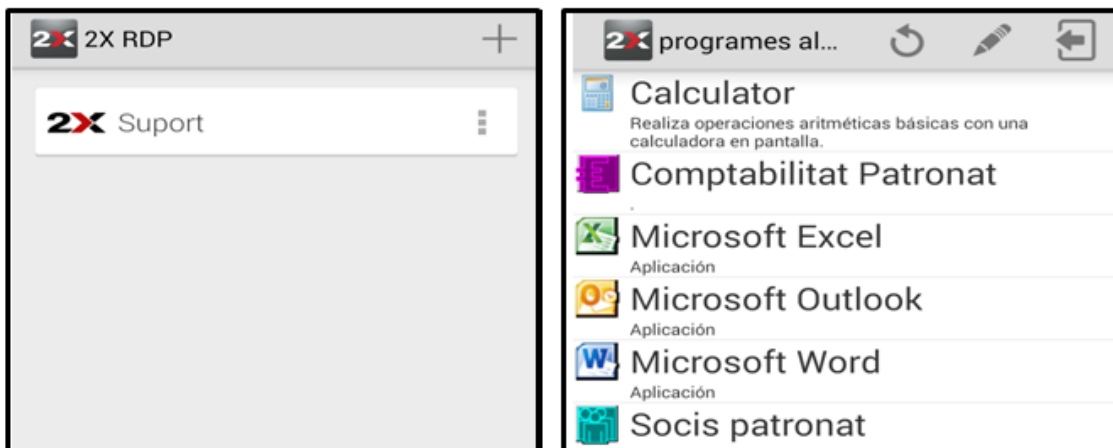 2X 2X RDP
2X Suport
2X programes al...
Calculator
Realiza operaciones aritméticas básicas con una
calculadora en pantalla.
Comptabilitat Patronat
.
Microsoft Excel
Aplicación
Microsoft Outlook
Aplicación
Microsoft Word
Aplicación
Socis patronat